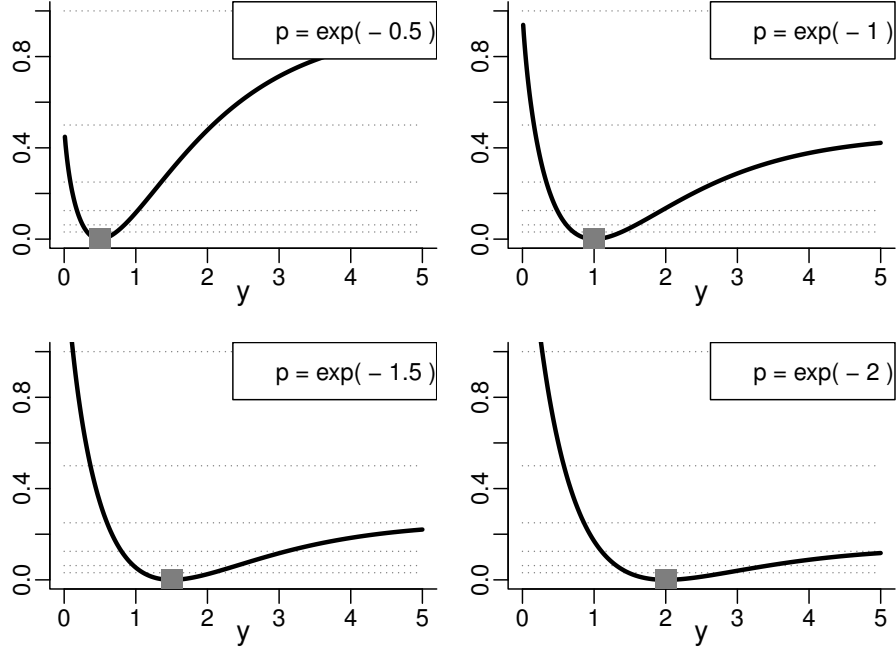 p = exp( − 0.5 )
0.0 0.4 0.8
0 1 2 3 4 5
y
p = exp( − 1 )
0.0 0.4 0.8
0 1 2 3 4 5
y
p = exp( − 1.5 )
0.0 0.4 0.8
0 1 2 3 4 5
y
p = exp( − 2 )
0.0 0.4 0.8
0 1 2 3 4 5
y